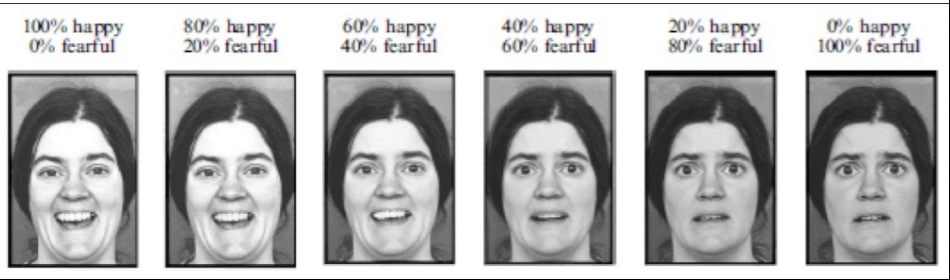 100% happy
0% fearful
80% happy
20% fearful
60% happy
40% fearful
40% happy
60% fearful
20% happy
80% fearful
0% happy
100% fearful